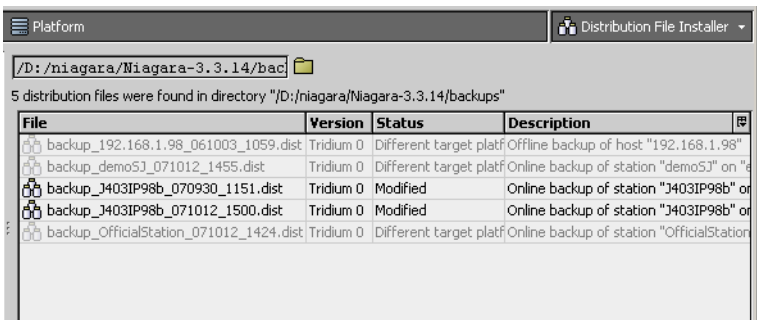 Platform
Distribution File Installer
/D:/niagara/Niagara-3.3.14/bac
5 distribution files were found in directory "/D:/niagara/Niagara-3.3.14/backups"
File Version Status Description
backup_192.168.1.98_061003_1059.dist Tridium 0 Different target platf Offline backup of host "192.168.1.98"
backup_demoSJ_071012_1455.dist Tridium 0 Different target platf Online backup of station "demoSJ" on "e
backup_J403IP98b_070930_1151.dist Tridium 0 Modified Online backup of station "J403IP98b" or
backup_J403IP98b_071012_1500.dist Tridium 0 Modified Online backup of station "J403IP98b" or
backup_OfficialStation_071012_1424.dist Tridium 0 Different target platf Online backup of station "OfficialStation